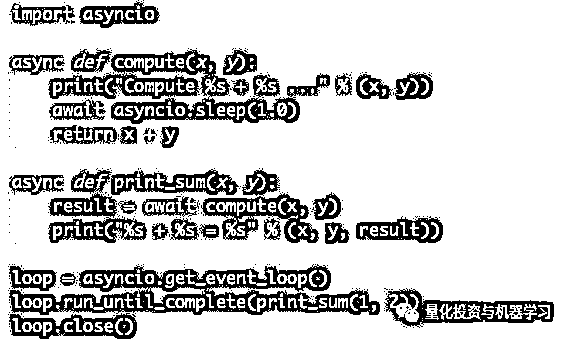 import asyncio

async def compute(x, y):
    print("Compute %s + %s ..." % (x, y))
    await asyncio.sleep(1.0)
    return x + y

async def print_sum(x, y):
    result = await compute(x, y)
    print("%s + %s = %s" % (x, y, result))

loop = asyncio.get_event_loop()
loop.run_until_complete(print_sum(1, 2))
loop.close()
量化投资与机器学习